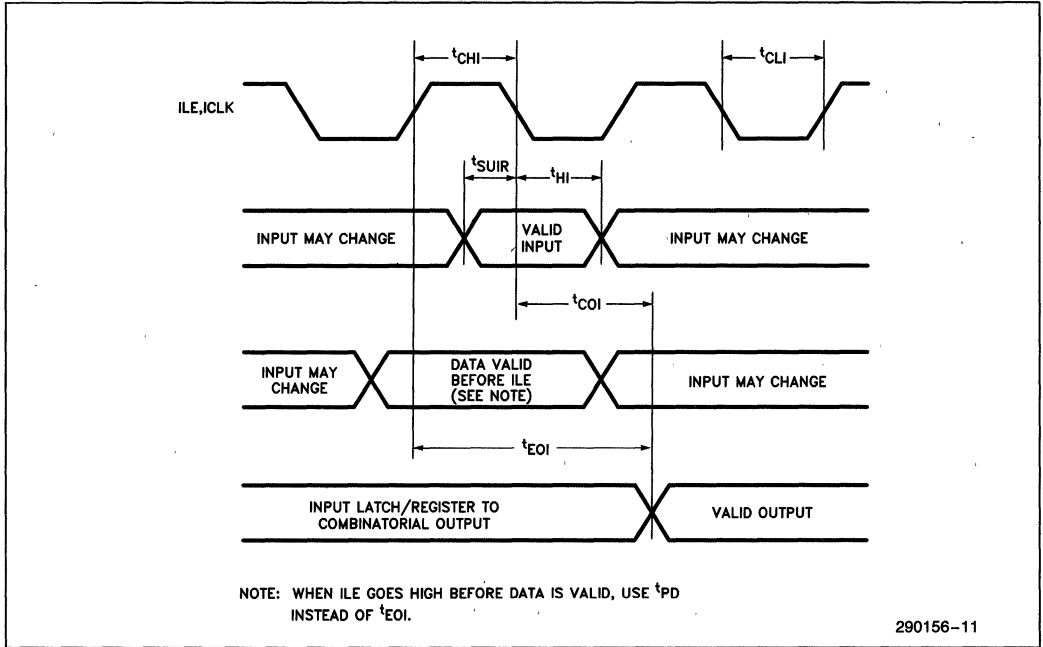 tCHI
tCLI
ILE,ICLK
tSUIR
tHI
INPUT MAY CHANGE
VALID
INPUT
INPUT MAY CHANGE
tCOI
INPUT MAY
CHANGE
DATA VALID
BEFORE ILE
(SEE NOTE)
INPUT MAY CHANGE
tEOI
INPUT LATCH/REGISTER TO
COMBINATORIAL OUTPUT
VALID OUTPUT
NOTE: WHEN ILE GOES HIGH BEFORE DATA IS VALID, USE tPD
INSTEAD OF tEOI.
290156-11